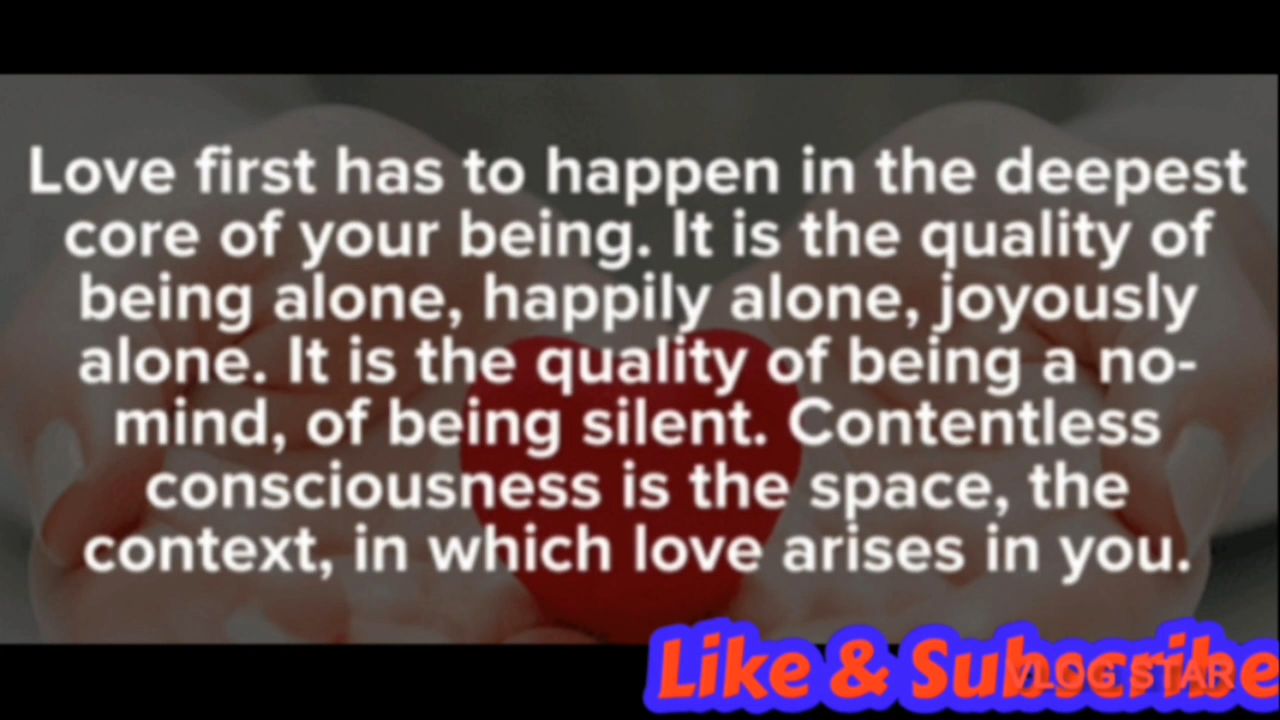 Love first has to happen in the deepest
core of your being. It is the quality of
being alone, happily alone, joyously
alone. It is the quality of being a no-
mind, of being silent. Contentless
consciousness is the space, the
context, in which love arises in you.
Like & Subscribe
VLOG STAR